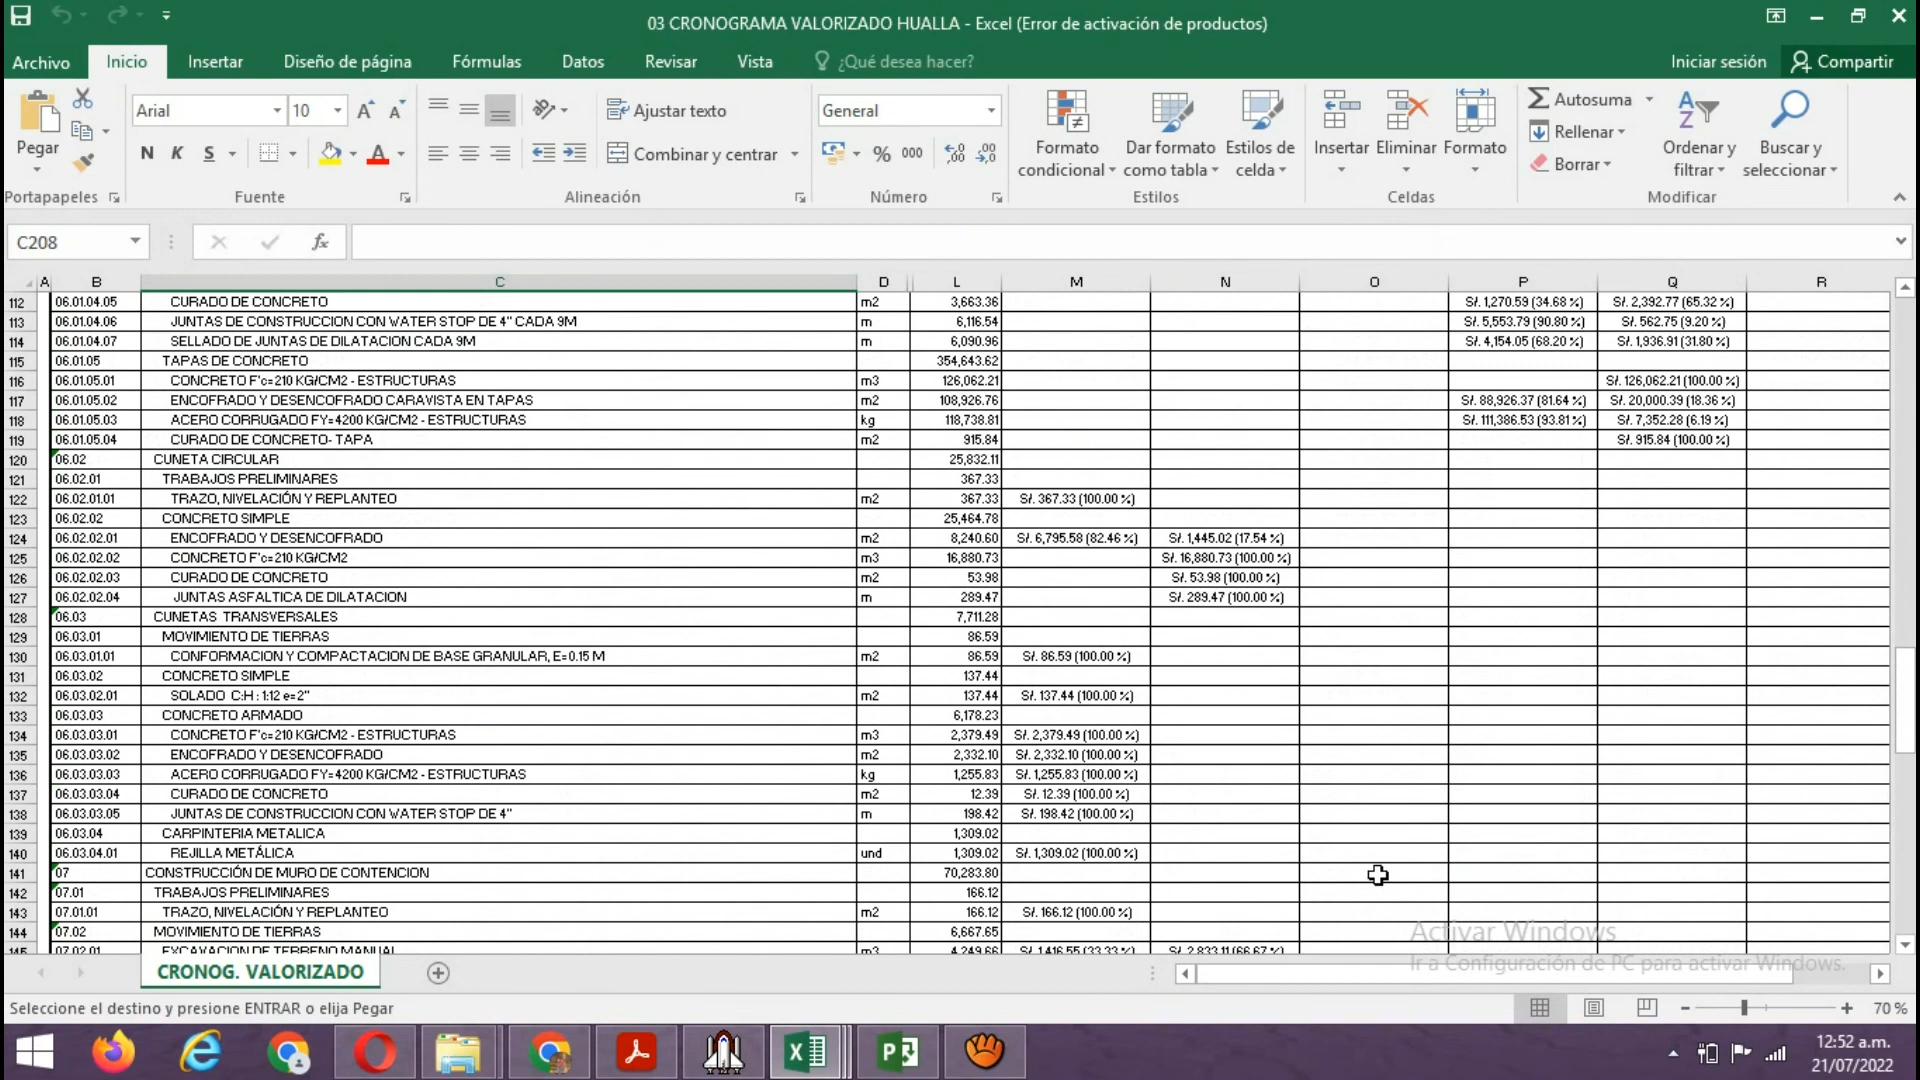 03 CRONOGRAMA VALORIZADO HUALLA - Excel (Error de activación de productos)
Archivo Inicio Insertar Diseño de página Fórmulas Datos Revisar Vista ¿Qué desea hacer? Iniciar sesión Compartir
Pegar Arial 10 Ajustar texto General Formato condicional Dar formato como tabla Estilos de celda Insertar Eliminar Formato Autosuma Ordenar y filtrar Buscar y seleccionar
N K S Combinar y centrar % 000 Rellenar
Borrar
Portapapeles Fuente Alineación Número Estilos Celdas Modificar
C208 fx
A B C D L M N O P Q R
112 06.01.04.05 CURADO DE CONCRETO m2 3,663.36 S/. 1,270.59 (34.68 %) S/. 2,392.77 (65.32 %)
113 06.01.04.06 JUNTAS DE CONSTRUCCION CON WATER STOP DE 4" CADA 9M m 6,116.54 S/. 5,553.79 (90.80 %) S/. 562.75 (9.20 %)
114 06.01.04.07 SELLADO DE JUNTAS DE DILATACION CADA 9M m 6,090.96 S/. 4,154.05 (68.20 %) S/. 1,936.91 (31.80 %)
115 06.01.05 TAPAS DE CONCRETO 354,643.62
116 06.01.05.01 CONCRETO F'c=210 KG/CM2 - ESTRUCTURAS m3 126,062.21 S/. 126,062.21 (100.00 %)
117 06.01.05.02 ENCOFRADO Y DESENCOFRADO CARAVISTA EN TAPAS m2 108,926.76 S/. 88,926.37 (81.64 %) S/. 20,000.39 (18.36 %)
118 06.01.05.03 ACERO CORRUGADO FY=4200 KG/CM2 - ESTRUCTURAS kg 118,738.81 S/. 111,386.53 (93.81 %) S/. 7,352.28 (6.19 %)
119 06.01.05.04 CURADO DE CONCRETO- TAPA m2 915.84 S/. 915.84 (100.00 %)
120 06.02 CUNETA CIRCULAR 25,832.11
121 06.02.01 TRABAJOS PRELIMINARES 367.33
122 06.02.01.01 TRAZO, NIVELACIÓN Y REPLANTEO m2 367.33 S/. 367.33 (100.00 %)
123 06.02.02 CONCRETO SIMPLE 25,464.78
124 06.02.02.01 ENCOFRADO Y DESENCOFRADO m2 8,240.60 S/. 6,795.58 (82.46 %) S/. 1,445.02 (17.54 %)
125 06.02.02.02 CONCRETO F'c=210 KG/CM2 m3 16,880.73 S/. 16,880.73 (100.00 %)
126 06.02.02.03 CURADO DE CONCRETO m2 53.98 S/. 53.98 (100.00 %)
127 06.02.02.04 JUNTAS ASFALTICA DE DILATACION m 289.47 S/. 289.47 (100.00 %)
128 06.03 CUNETAS TRANSVERSALES 7,711.28
129 06.03.01 MOVIMIENTO DE TIERRAS 86.59
130 06.03.01.01 CONFORMACION Y COMPACTACION DE BASE GRANULAR, E=0.15 M m2 86.59 S/. 86.59 (100.00 %)
131 06.03.02 CONCRETO SIMPLE 137.44
132 06.03.02.01 SOLADO C:H : 1:12 e=2" m2 137.44 S/. 137.44 (100.00 %)
133 06.03.03 CONCRETO ARMADO 6,178.23
134 06.03.03.01 CONCRETO F'c=210 KG/CM2 - ESTRUCTURAS m3 2,379.49 S/. 2,379.49 (100.00 %)
135 06.03.03.02 ENCOFRADO Y DESENCOFRADO m2 2,332.10 S/. 2,332.10 (100.00 %)
136 06.03.03.03 ACERO CORRUGADO FY=4200 KG/CM2 - ESTRUCTURAS kg 1,255.83 S/. 1,255.83 (100.00 %)
137 06.03.03.04 CURADO DE CONCRETO m2 12.39 S/. 12.39 (100.00 %)
138 06.03.03.05 JUNTAS DE CONSTRUCCION CON WATER STOP DE 4" m 198.42 S/. 198.42 (100.00 %)
139 06.03.04 CARPINTERIA METALICA 1,309.02
140 06.03.04.01 REJILLA METÁLICA und 1,309.02 S/. 1,309.02 (100.00 %)
141 07 CONSTRUCCIÓN DE MURO DE CONTENCION 70,283.80
142 07.01 TRABAJOS PRELIMINARES 166.12
143 07.01.01 TRAZO, NIVELACIÓN Y REPLANTEO m2 166.12 S/. 166.12 (100.00 %)
144 07.02 MOVIMIENTO DE TIERRAS 6,667.65
145 07.02.01 EXCAVACION DE TERRENO MANUAL m3 4,249.66 S/. 1,416.55 (33.33 %) S/. 2,833.11 (66.67 %)
Activar Windows
Ir a Configuración de PC para activar Windows.
CRONOG. VALORIZADO
Seleccione el destino y presione ENTRAR o elija Pegar 70 %
12:52 a.m.
21/07/2022